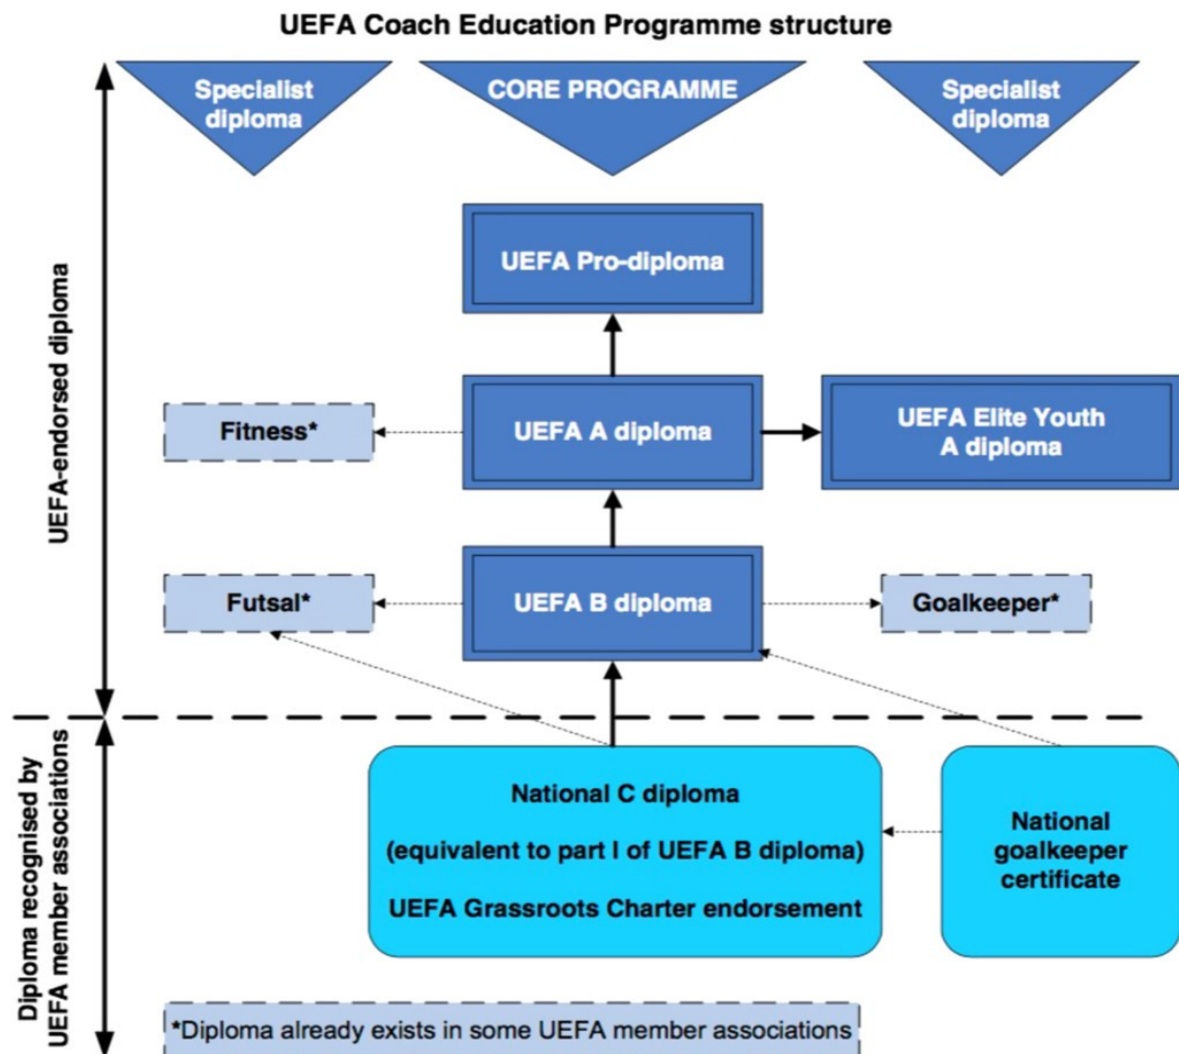 UEFA Coach Education Programme structure
Specialist
diploma
CORE PROGRAMME
Specialist
diploma
UEFA-endorsed diploma
UEFA Pro-diploma
Fitness*
UEFA A diploma
UEFA Elite Youth
A diploma
Futsal*
UEFA B diploma
Goalkeeper*
Diploma recognised by
UEFA member associations
National C diploma
(equivalent to part I of UEFA B diploma)
UEFA Grassroots Charter endorsement
National
goalkeeper
certificate
*Diploma already exists in some UEFA member associations